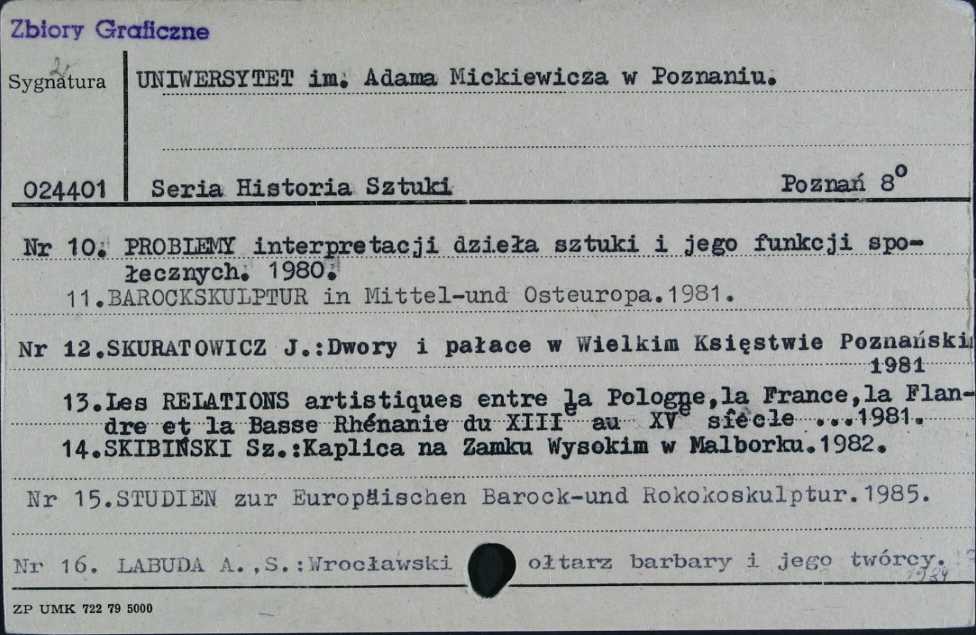 Zbiory Graficzne
Sygnatura
UNIWERSYTET im. Adama Mickiewicza w Poznaniu.
024401 Seria Historia Sztuki Poznań 8°
Nr 10. PROBLEMY interpretacji dzieła sztuki i jego funkcji spo-
łecznych. 1980.
11.BAROCKSKULPTUR in Mittel-und Osteuropa.1981.
Nr 12.SKURATOWICZ J.:Dwory i pałace w Wielkim Księstwie Poznański
1981
13.Les RELATIONS artistiques entre la Pologne,la France,la Flan-
dre et la Basse Rhénanie du XIIIe au XVe siècle ...1981.
14.SKIBIŃSKI Sz.:Kaplica na Zamku Wysokim w Malborku.1982.
Nr 15.STUDIEN zur Europäischen Barock-und Rokokoskulptur.1985.
Nr 16. LABUDA A.,S.:Wrocławski ołtarz barbary i jego twórcy.
ZP UMK 722 79 5000